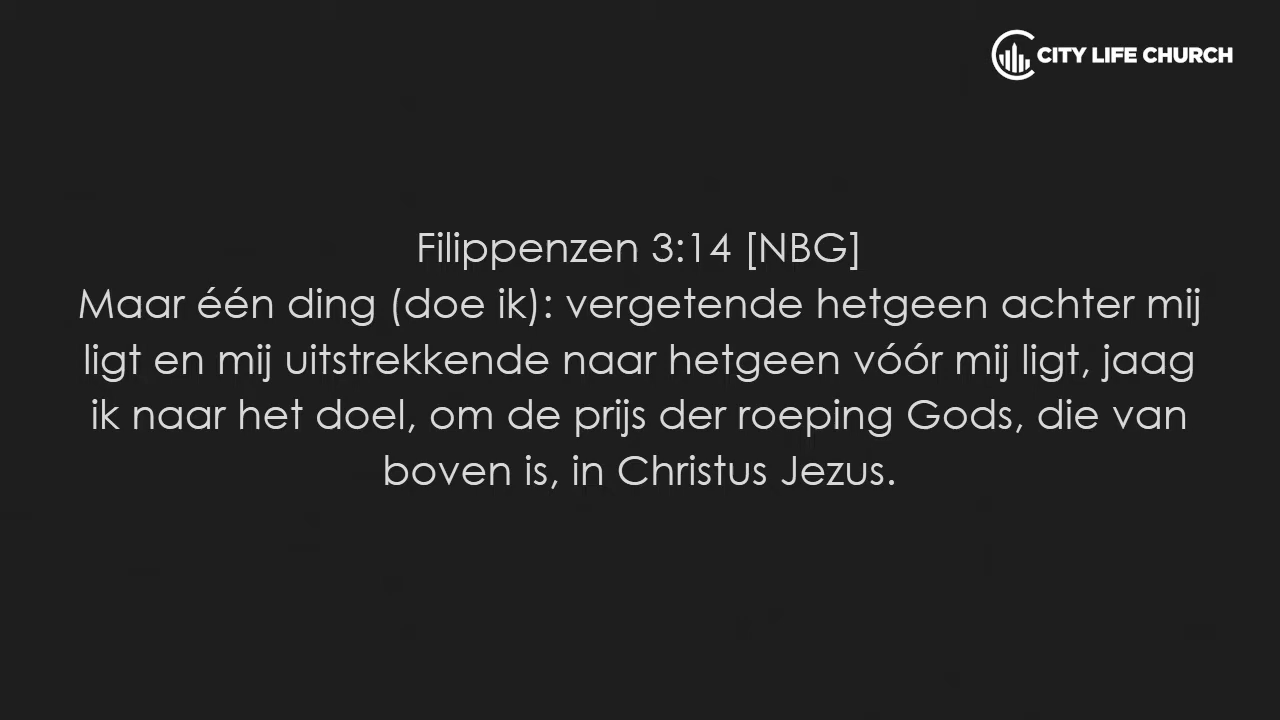 CITY LIFE CHURCH
Filippenzen 3:14 [NBG]
Maar één ding (doe ik): vergetende hetgeen achter mij
ligt en mij uitstrekkende naar hetgeen vóór mij ligt, jaag
ik naar het doel, om de prijs der roeping Gods, die van
boven is, in Christus Jezus.